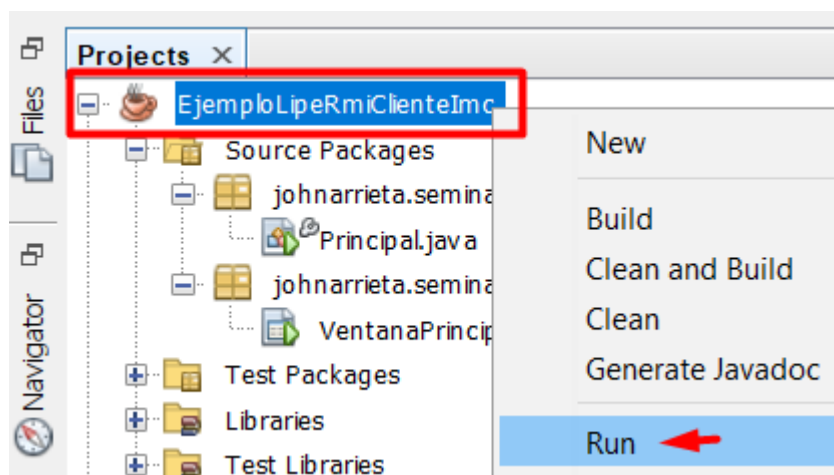 Projects
Files
Navigator
EjemploLipeRmiClienteImc
Source Packages
johnarrieta.semina
Principal.java
johnarrieta.semina
VentanaPrincip
Test Packages
Libraries
Test Libraries
New
Build
Clean and Build
Clean
Generate Javadoc
Run